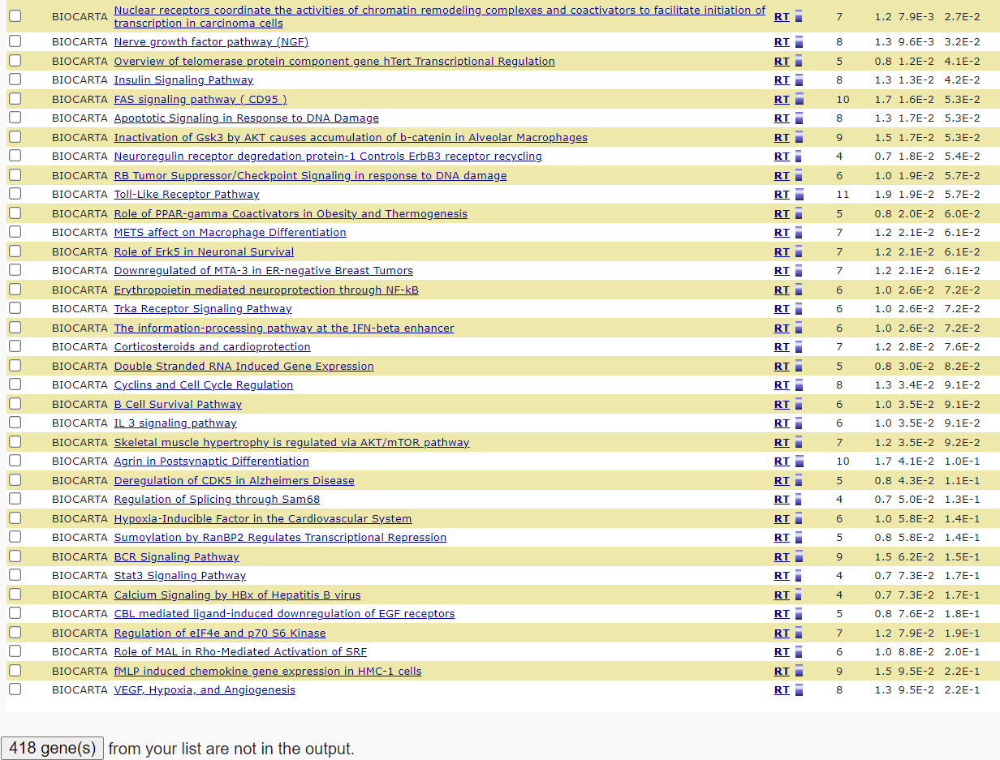 BIOCARTA Nuclear receptors coordinate the activities of chromatin remodeling complexes and coactivators to facilitate initiation of RT 7 1.2 7.9E-3 2.7E-2
transcription in carcinoma cells
BIOCARTA Nerve growth factor pathway (NGF) RT 8 1.3 9.6E-3 3.2E-2
BIOCARTA Overview of telomerase protein component gene hTert Transcriptional Regulation RT 5 0.8 1.2E-2 4.1E-2
BIOCARTA Insulin Signaling Pathway RT 8 1.3 1.3E-2 4.2E-2
BIOCARTA FAS signaling pathway ( CD95 ) RT 10 1.7 1.6E-2 5.3E-2
BIOCARTA Apoptotic Signaling in Response to DNA Damage RT 8 1.3 1.7E-2 5.3E-2
BIOCARTA Inactivation of Gsk3 by AKT causes accumulation of b-catenin in Alveolar Macrophages RT 9 1.5 1.7E-2 5.3E-2
BIOCARTA Neuroregulin receptor degredation protein-1 Controls ErbB3 receptor recycling RT 4 0.7 1.8E-2 5.4E-2
BIOCARTA RB Tumor Suppressor/Checkpoint Signaling in response to DNA damage RT 6 1.0 1.9E-2 5.7E-2
BIOCARTA Toll-Like Receptor Pathway RT 11 1.9 1.9E-2 5.7E-2
BIOCARTA Role of PPAR-gamma Coactivators in Obesity and Thermogenesis RT 5 0.8 2.0E-2 6.0E-2
BIOCARTA METS affect on Macrophage Differentiation RT 7 1.2 2.1E-2 6.1E-2
BIOCARTA Role of Erk5 in Neuronal Survival RT 7 1.2 2.1E-2 6.1E-2
BIOCARTA Downregulated of MTA-3 in ER-negative Breast Tumors RT 7 1.2 2.1E-2 6.1E-2
BIOCARTA Erythropoietin mediated neuroprotection through NF-kB RT 6 1.0 2.6E-2 7.2E-2
BIOCARTA Trka Receptor Signaling Pathway RT 6 1.0 2.6E-2 7.2E-2
BIOCARTA The information-processing pathway at the IFN-beta enhancer RT 6 1.0 2.6E-2 7.2E-2
BIOCARTA Corticosteroids and cardioprotection RT 7 1.2 2.8E-2 7.6E-2
BIOCARTA Double Stranded RNA Induced Gene Expression RT 5 0.8 3.0E-2 8.2E-2
BIOCARTA Cyclins and Cell Cycle Regulation RT 8 1.3 3.4E-2 9.1E-2
BIOCARTA B Cell Survival Pathway RT 6 1.0 3.5E-2 9.1E-2
BIOCARTA IL 3 signaling pathway RT 6 1.0 3.5E-2 9.1E-2
BIOCARTA Skeletal muscle hypertrophy is regulated via AKT/mTOR pathway RT 7 1.2 3.5E-2 9.2E-2
BIOCARTA Agrin in Postsynaptic Differentiation RT 10 1.7 4.1E-2 1.0E-1
BIOCARTA Deregulation of CDK5 in Alzheimers Disease RT 5 0.8 4.3E-2 1.1E-1
BIOCARTA Regulation of Splicing through Sam68 RT 4 0.7 5.0E-2 1.3E-1
BIOCARTA Hypoxia-Inducible Factor in the Cardiovascular System RT 6 1.0 5.8E-2 1.4E-1
BIOCARTA Sumoylation by RanBP2 Regulates Transcriptional Repression RT 5 0.8 5.8E-2 1.4E-1
BIOCARTA BCR Signaling Pathway RT 9 1.5 6.2E-2 1.5E-1
BIOCARTA Stat3 Signaling Pathway RT 4 0.7 7.3E-2 1.7E-1
BIOCARTA Calcium Signaling by HBx of Hepatitis B virus RT 4 0.7 7.3E-2 1.7E-1
BIOCARTA CBL mediated ligand-induced downregulation of EGF receptors RT 5 0.8 7.6E-2 1.8E-1
BIOCARTA Regulation of eIF4e and p70 S6 Kinase RT 7 1.2 7.9E-2 1.9E-1
BIOCARTA Role of MAL in Rho-Mediated Activation of SRF RT 6 1.0 8.8E-2 2.0E-1
BIOCARTA fMLP induced chemokine gene expression in HMC-1 cells RT 9 1.5 9.5E-2 2.2E-1
BIOCARTA VEGF, Hypoxia, and Angiogenesis RT 8 1.3 9.5E-2 2.2E-1
418 gene(s) from your list are not in the output.